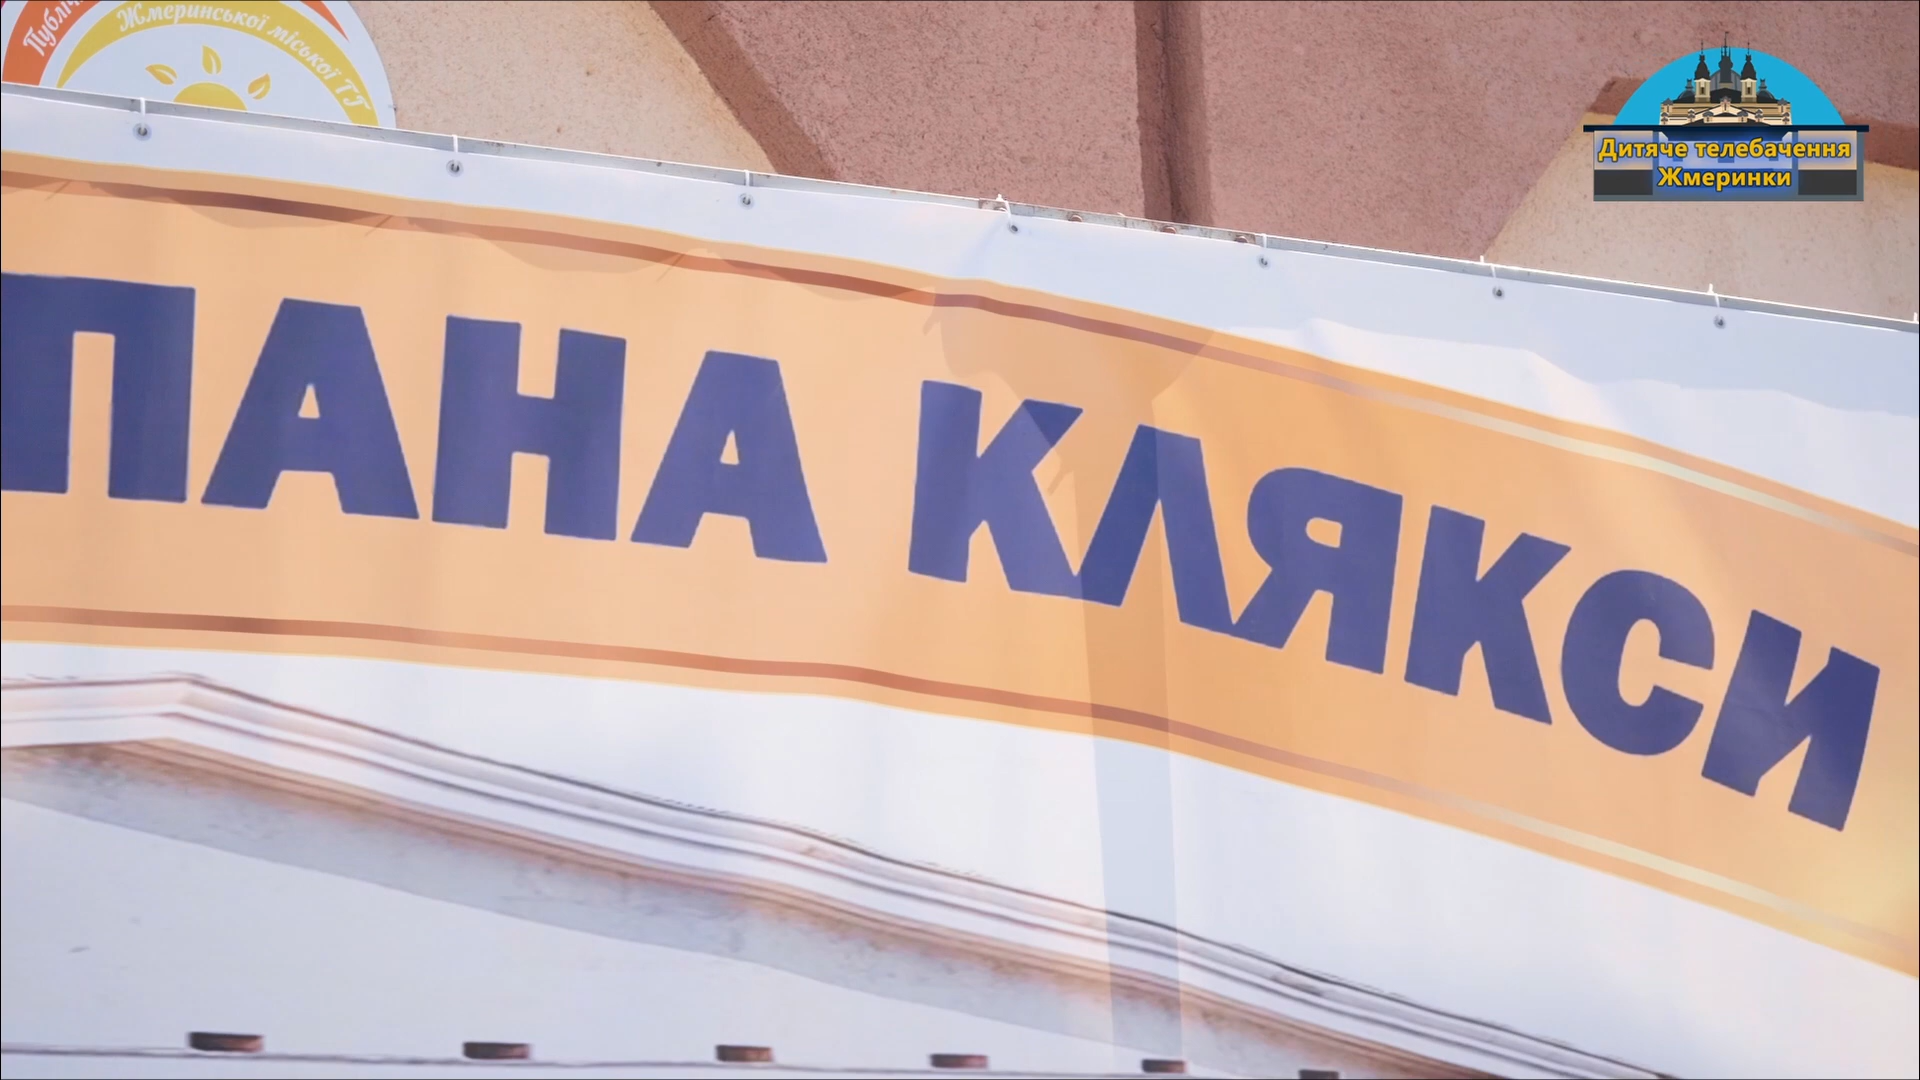 Жмеринської міської ТГ
Дитяче телебачення
Жмеринки
ПАНА КЛЯКСИ